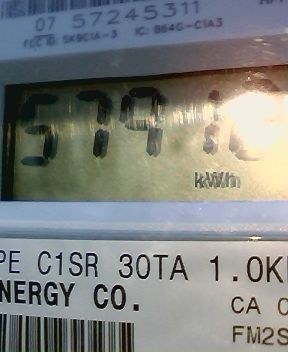 07 57245311
FCC ID: SK9C1A-3 IC: 864G-C1A3
kWh
PE C1SR 30TA 1.0K
NERGY CO.
CA 0
FM2S